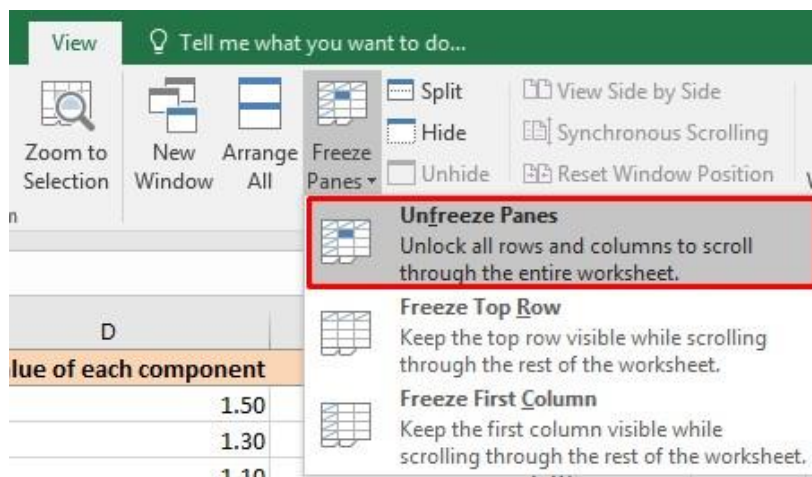 View
Tell me what you want to do...
Zoom to
Selection
New
Window
Arrange
All
Freeze
Panes
Split
Hide
Unhide
View Side by Side
Synchronous Scrolling
Reset Window Position
Unfreeze Panes
Unlock all rows and columns to scroll
through the entire worksheet.
Freeze Top Row
Keep the top row visible while scrolling
through the rest of the worksheet.
Freeze First Column
Keep the first column visible while
scrolling through the rest of the worksheet.
D
lue of each component
1.50
1.30
1.10